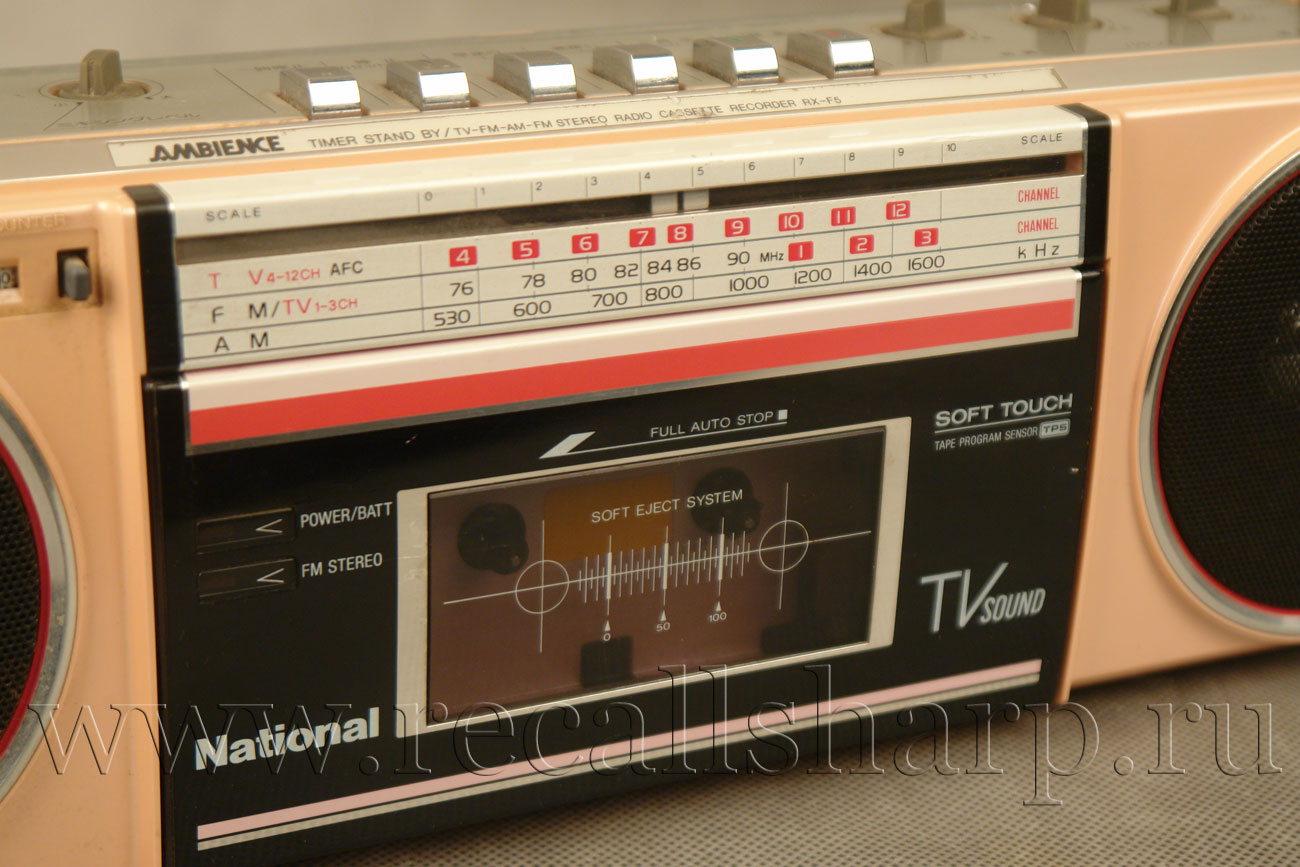 AMBIENCE TIMER STAND BY / TV-FM-AM-FM STEREO RADIO CASSETTE RECORDER RX-F5
SCALE 0 1 2 3 4 5 6 7 8 9 10 SCALE
TV 4-12CH AFC 4 5 6 7 8 9 10 11 12 CHANNEL
FM/TV 1-3CH 76 78 80 82 84 86 90 MHz 1 2 3 CHANNEL
AM 530 600 700 800 1000 1200 1400 1600 kHz
FULL AUTO STOP
SOFT TOUCH
TAPE PROGRAM SENSOR TPS
SOFT EJECT SYSTEM
POWER/BATT
FM STEREO
0 50 100
TV SOUND
National
www.recallsharp.ru